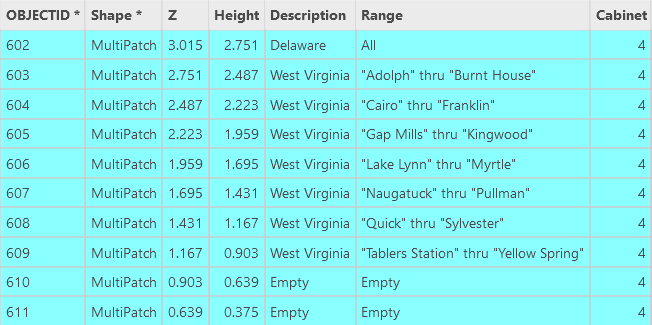 OBJECTID * Shape * Z Height Description Range Cabinet
602 MultiPatch 3.015 2.751 Delaware All 4
603 MultiPatch 2.751 2.487 West Virginia "Adolph" thru "Burnt House" 4
604 MultiPatch 2.487 2.223 West Virginia "Cairo" thru "Franklin" 4
605 MultiPatch 2.223 1.959 West Virginia "Gap Mills" thru "Kingwood" 4
606 MultiPatch 1.959 1.695 West Virginia "Lake Lynn" thru "Myrtle" 4
607 MultiPatch 1.695 1.431 West Virginia "Naugatuck" thru "Pullman" 4
608 MultiPatch 1.431 1.167 West Virginia "Quick" thru "Sylvester" 4
609 MultiPatch 1.167 0.903 West Virginia "Tablers Station" thru "Yellow Spring" 4
610 MultiPatch 0.903 0.639 Empty Empty 4
611 MultiPatch 0.639 0.375 Empty Empty 4